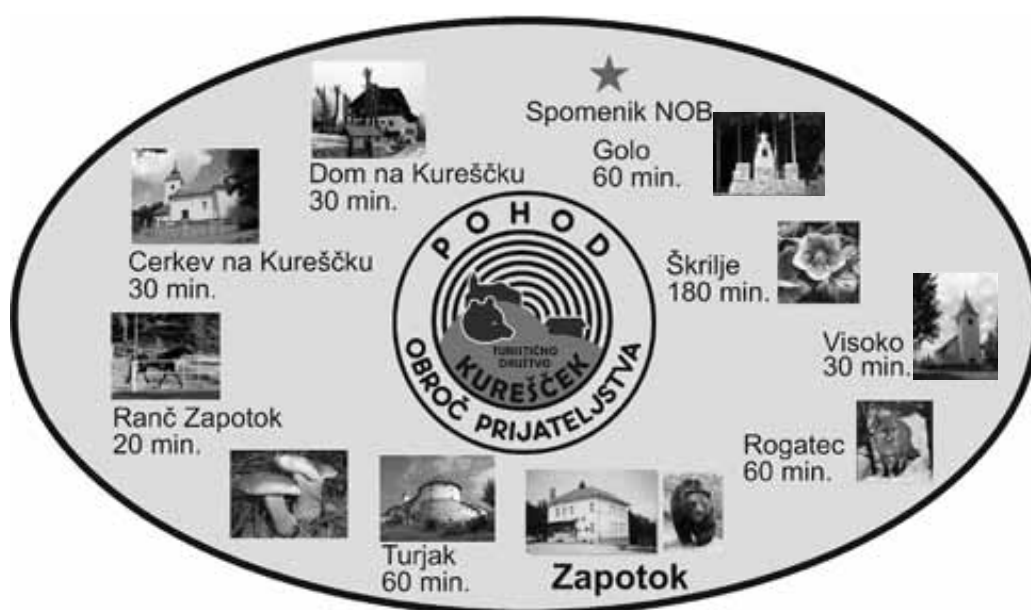 Spomenik NOB
Golo
60 min.
Dom na Kureščku
30 min.
Cerkev na Kureščku
30 min.
Škrilje
180 min.
Visoko
30 min.
Ranč Zapotok
20 min.
Rogatec
60 min.
Turjak
60 min.
Zapotok
POHOD
TURISTIČNO
DRUŠTVO
KUREŠČEK
OBROČ PRIJATELJSTVA